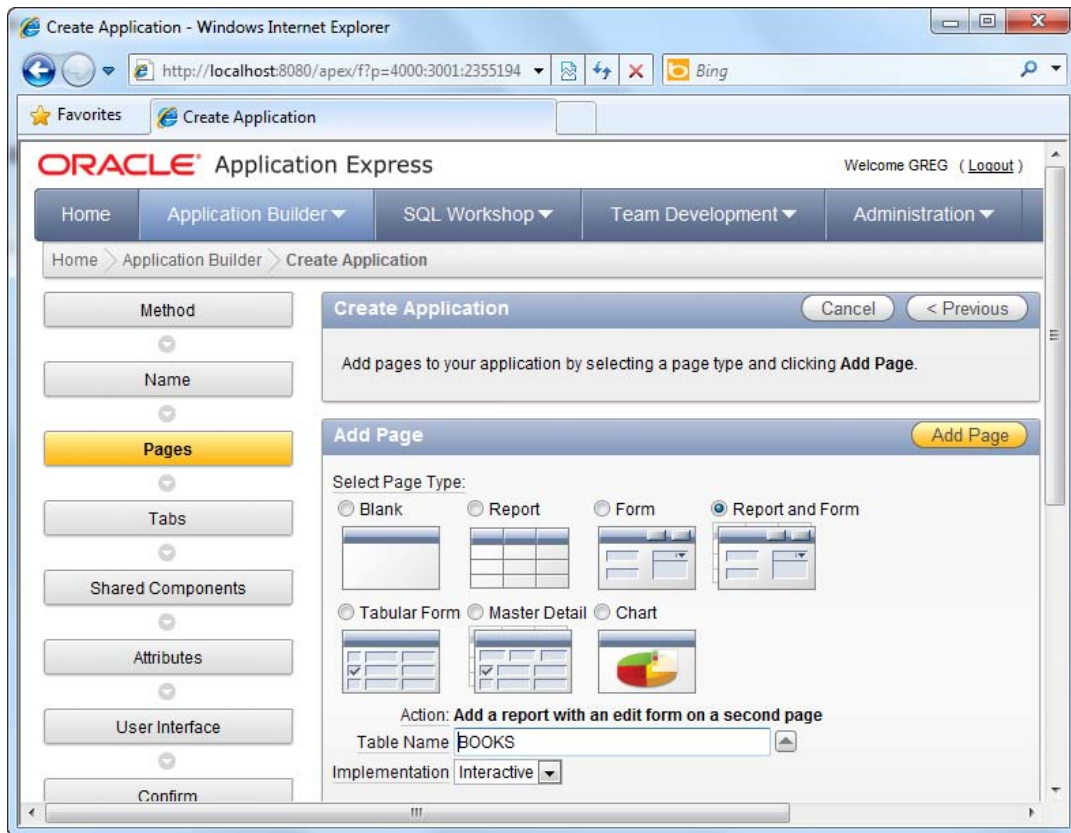 Create Application - Windows Internet Explorer
http://localhost:8080/apex/f?p=4000:3001:2355194
Bing
Favorites
Create Application
ORACLE Application Express
Welcome GREG ( Logout )
Home Application Builder SQL Workshop Team Development Administration
Home Application Builder Create Application
Method
Name
Pages
Tabs
Shared Components
Attributes
User Interface
Confirm
Create Application
Cancel
< Previous
Add pages to your application by selecting a page type and clicking Add Page.
Add Page
Add Page
Select Page Type:
Blank Report Form Report and Form
Tabular Form Master Detail Chart
Action: Add a report with an edit form on a second page
Table Name BOOKS
Implementation Interactive